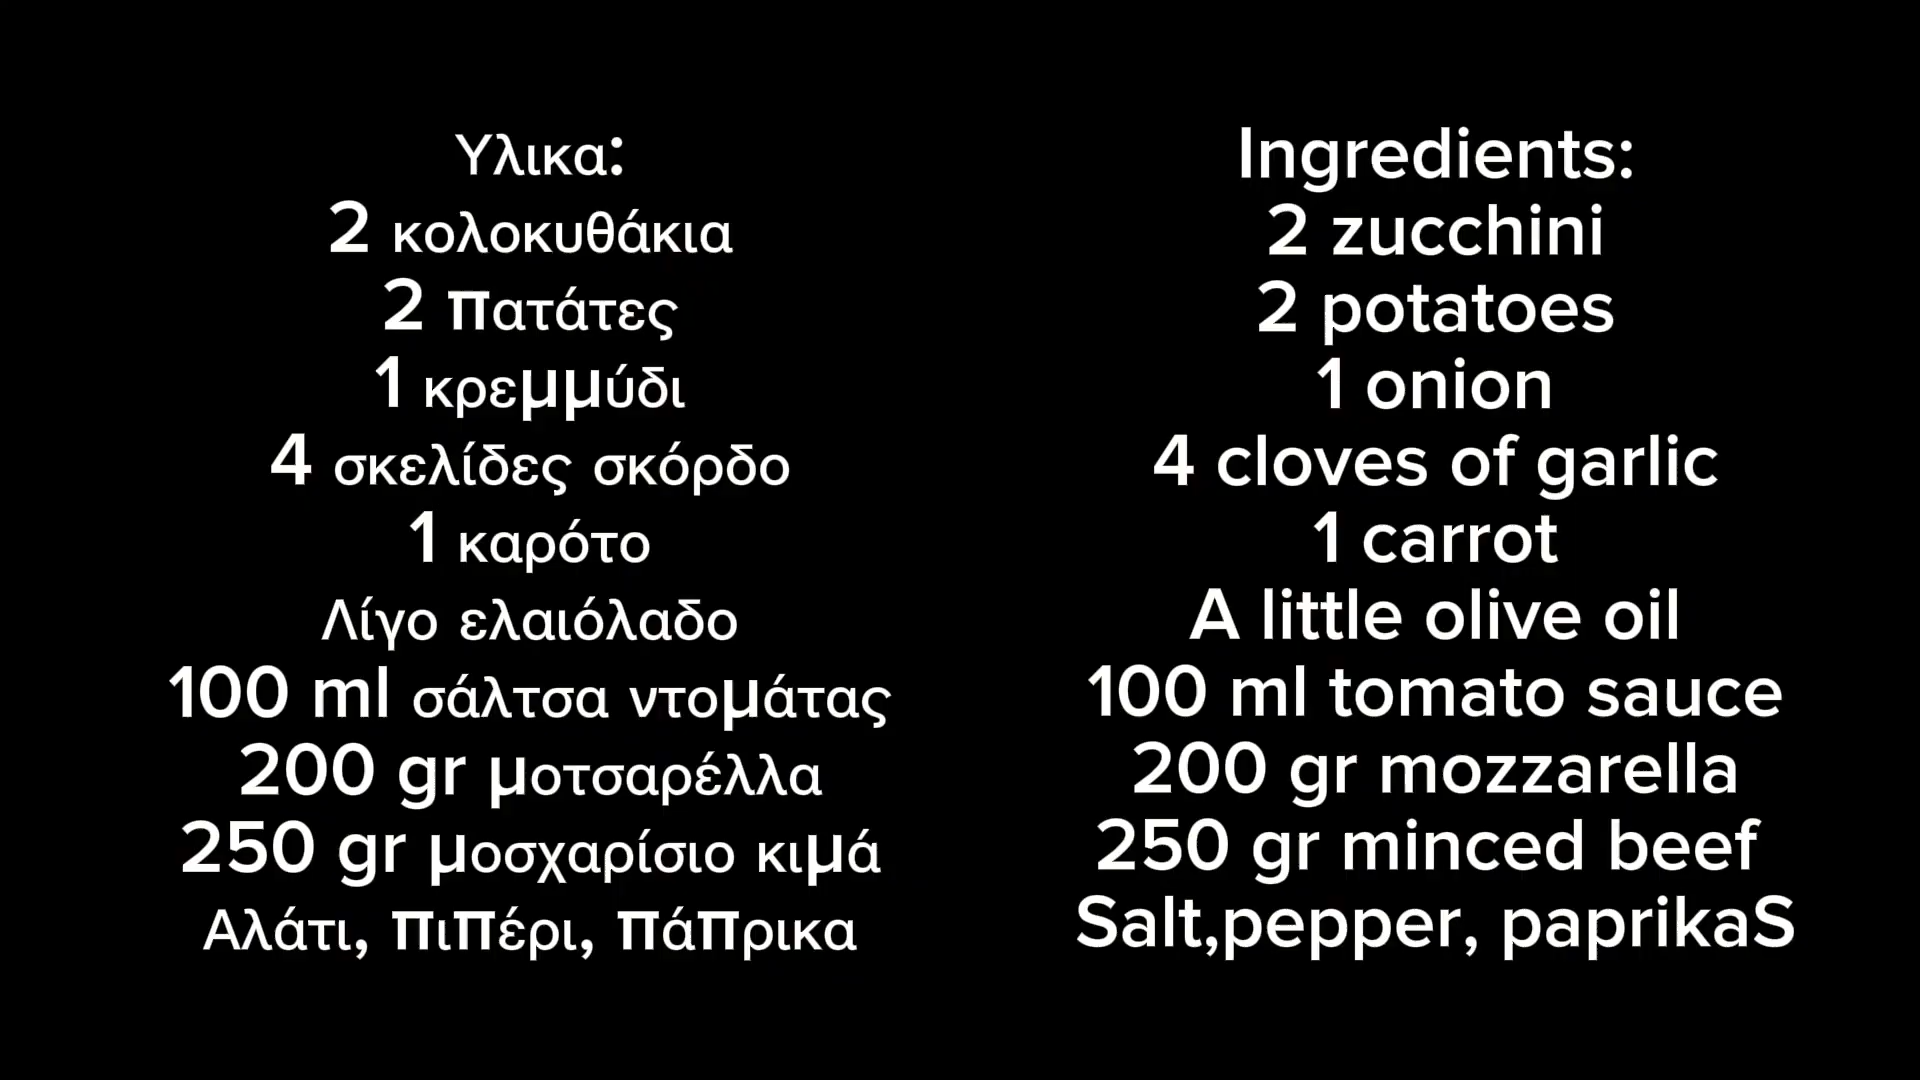 Υλικα:
2 κολοκυθάκια
2 πατάτες
1 κρεμμύδι
4 σκελίδες σκόρδο
1 καρότο
Λίγο ελαιόλαδο
100 ml σάλτσα ντομάτας
200 gr μοτσαρέλλα
250 gr μοσχαρίσιο κιμά
Αλάτι, πιπέρι, πάπρικα
Ingredients:
2 zucchini
2 potatoes
1 onion
4 cloves of garlic
1 carrot
A little olive oil
100 ml tomato sauce
200 gr mozzarella
250 gr minced beef
Salt,pepper, paprikaS